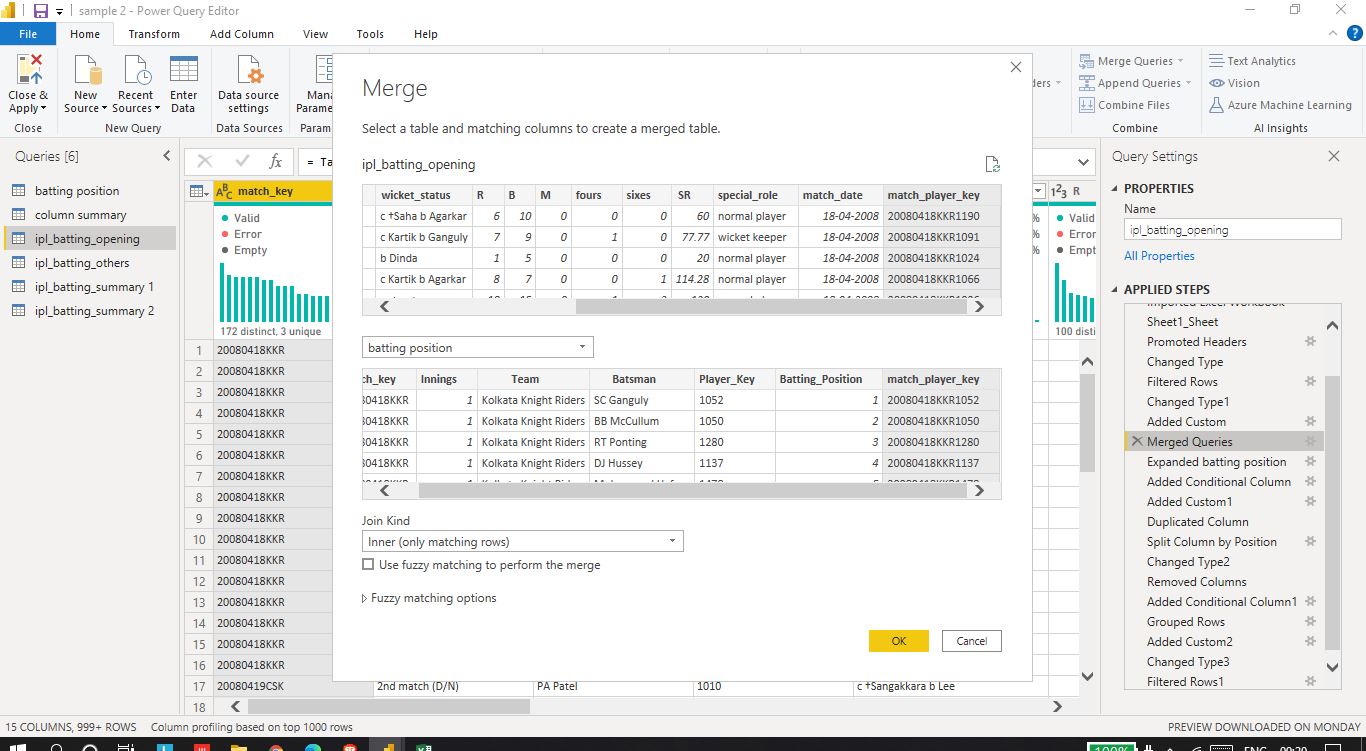 sample 2 - Power Query Editor
File Home Transform Add Column View Tools Help
Close & Apply
New Source
Recent Sources
Enter Data
Data source settings
Merge Queries
Append Queries
Combine Files
Text Analytics
Vision
Azure Machine Learning
Close New Query Data Sources Param Combine AI Insights
Queries [6]
batting position
column summary
ipl_batting_opening
ipl_batting_others
ipl_batting_summary 1
ipl_batting_summary 2
fx = Ta
ABC match_key
Valid
Error
Empty
172 distinct, 3 unique
1 20080418KKR
2 20080418KKR
3 20080418KKR
4 20080418KKR
5 20080418KKR
6 20080418KKR
7 20080418KKR
8 20080418KKR
9 20080418KKR
10 20080418KKR
11 20080418KKR
12 20080418KKR
13 20080418KKR
14 20080418KKR
15 20080418KKR
16 20080418KKR
17 20080419CSK 2nd match (D/N) PA Patel 1010 c †Sangakkara b Lee
18
Merge
Select a table and matching columns to create a merged table.
ipl_batting_opening
wicket_status R B M fours sixes SR special_role match_date match_player_key
c †Saha b Agarkar 6 10 0 0 0 60 normal player 18-04-2008 20080418KKR1190
c Kartik b Ganguly 7 9 0 1 0 77.77 wicket keeper 18-04-2008 20080418KKR1091
b Dinda 1 5 0 0 0 20 normal player 18-04-2008 20080418KKR1024
c Kartik b Agarkar 8 7 0 0 1 114.28 normal player 18-04-2008 20080418KKR1066
batting position
ch_key Innings Team Batsman Player_Key Batting_Position match_player_key
0418KKR 1 Kolkata Knight Riders SC Ganguly 1052 1 20080418KKR1052
0418KKR 1 Kolkata Knight Riders BB McCullum 1050 2 20080418KKR1050
0418KKR 1 Kolkata Knight Riders RT Ponting 1280 3 20080418KKR1280
0418KKR 1 Kolkata Knight Riders DJ Hussey 1137 4 20080418KKR1137
Join Kind
Inner (only matching rows)
Use fuzzy matching to perform the merge
Fuzzy matching options
OK Cancel
123 R
Valid
Error
Empt
100 disti
Query Settings
PROPERTIES
Name
ipl_batting_opening
All Properties
APPLIED STEPS
Imported Excel Workbook
Sheet1_Sheet
Promoted Headers
Changed Type
Filtered Rows
Changed Type1
Added Custom
Merged Queries
Expanded batting position
Added Conditional Column
Added Custom1
Duplicated Column
Split Column by Position
Changed Type2
Removed Columns
Added Conditional Column1
Grouped Rows
Added Custom2
Changed Type3
Filtered Rows1
15 COLUMNS, 999+ ROWS Column profiling based on top 1000 rows PREVIEW DOWNLOADED ON MONDAY
100%